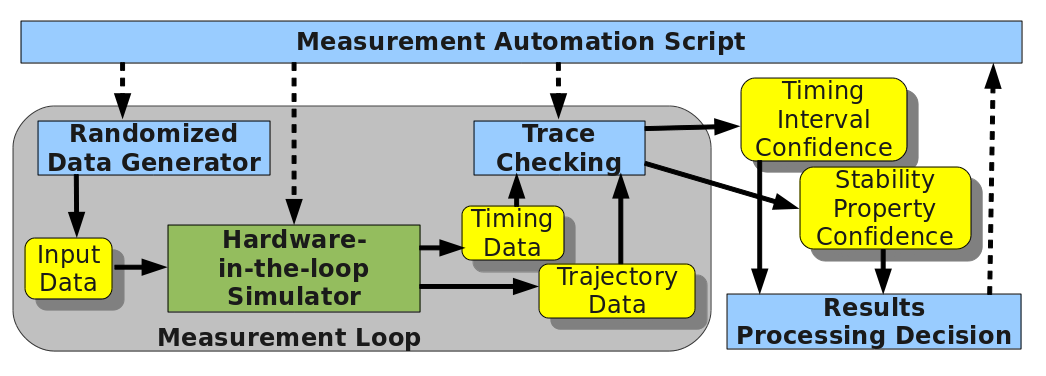 Measurement Automation Script
Randomized
Data Generator
Trace
Checking
Timing
Interval
Confidence
Stability
Property
Confidence
Input
Data
Hardware-
in-the-loop
Simulator
Timing
Data
Trajectory
Data
Measurement Loop
Results
Processing Decision